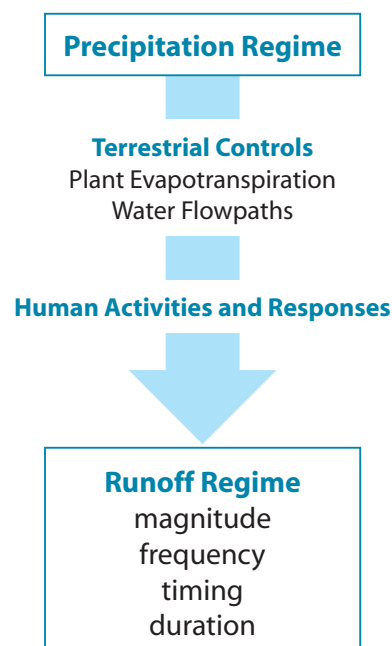 Precipitation Regime
Terrestrial Controls
Plant Evapotranspiration
Water Flowpaths
Human Activities and Responses
Runoff Regime
magnitude
frequency
timing
duration